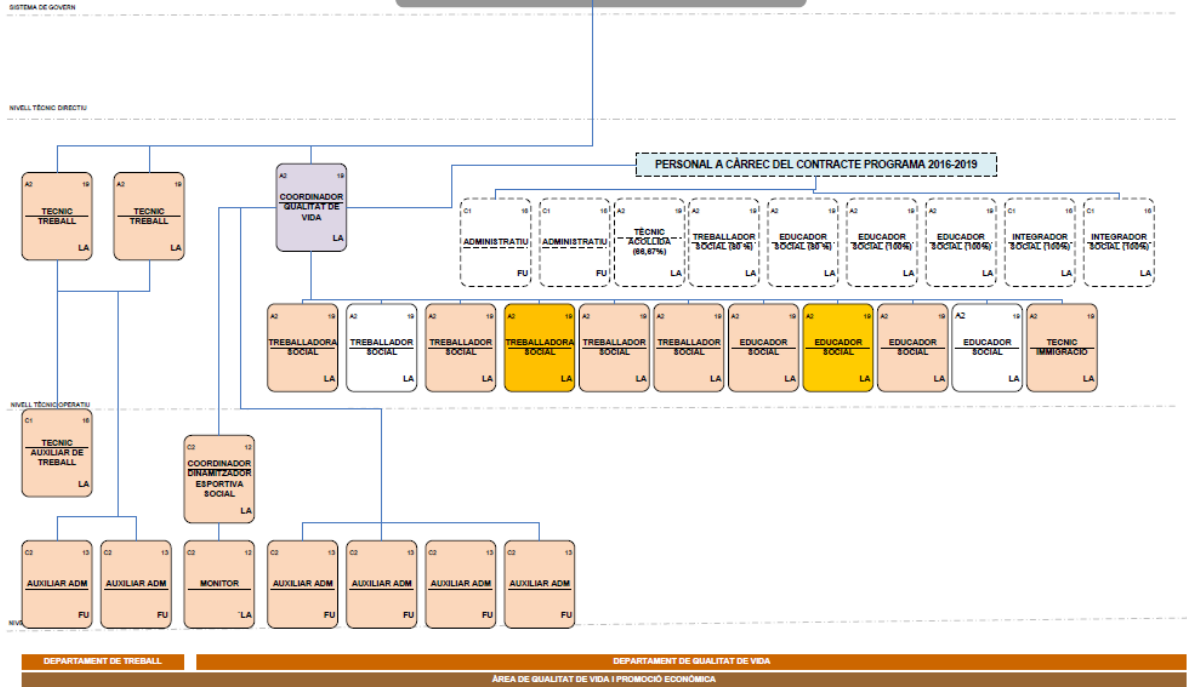 SISTEMA DE GOVERN
NIVELL TÈCNIC DIRECTIU
PERSONAL A CÀRREC DEL CONTRACTE PROGRAMA 2016-2019
A2 19
TECNIC
TREBALL
LA
A2 19
TECNIC
TREBALL
LA
A2 19
COORDINADOR
QUALITAT DE
VIDA
LA
C1 16
ADMINISTRATIU
FU
C1 16
ADMINISTRATIU
FU
A2 19
TÈCNIC
ACOLLIDA
(66,67%)
LA
A2 19
TREBALLADOR
SOCIAL (80 %)
LA
A2 19
EDUCADOR
SOCIAL (80 %)
LA
A2 19
EDUCADOR
SOCIAL (100%)
LA
A2 19
EDUCADOR
SOCIAL (100%)
LA
C1 16
INTEGRADOR
SOCIAL (100%)
LA
C1 16
INTEGRADOR
SOCIAL (100%)
LA
A2 19
TREBALLADORA
SOCIAL
LA
A2 19
TREBALLADOR
SOCIAL
LA
A2 19
TREBALLADOR
SOCIAL
LA
A2 19
TREBALLADORA
SOCIAL
LA
A2 19
TREBALLADOR
SOCIAL
LA
A2 19
TREBALLADOR
SOCIAL
LA
A2 19
EDUCADOR
SOCIAL
LA
A2 19
EDUCADOR
SOCIAL
LA
A2 19
EDUCADOR
SOCIAL
LA
A2 19
EDUCADOR
SOCIAL
LA
A2 19
TECNIC
IMMIGRACIO
LA
NIVELL TÈCNIC OPERATIU
C1 16
TECNIC
AUXILIAR DE
TREBALL
LA
C2 12
COORDINADOR
DINAMITZADOR
ESPORTIVA
SOCIAL
LA
C2 13
AUXILIAR ADM
FU
C2 13
AUXILIAR ADM
FU
C2 12
MONITOR
LA
C2 13
AUXILIAR ADM
FU
C2 13
AUXILIAR ADM
FU
C2 13
AUXILIAR ADM
FU
C2 13
AUXILIAR ADM
FU
DEPARTAMENT DE TREBALL
DEPARTAMENT DE QUALITAT DE VIDA
ÀREA DE QUALITAT DE VIDA I PROMOCIÓ ECONÒMICA